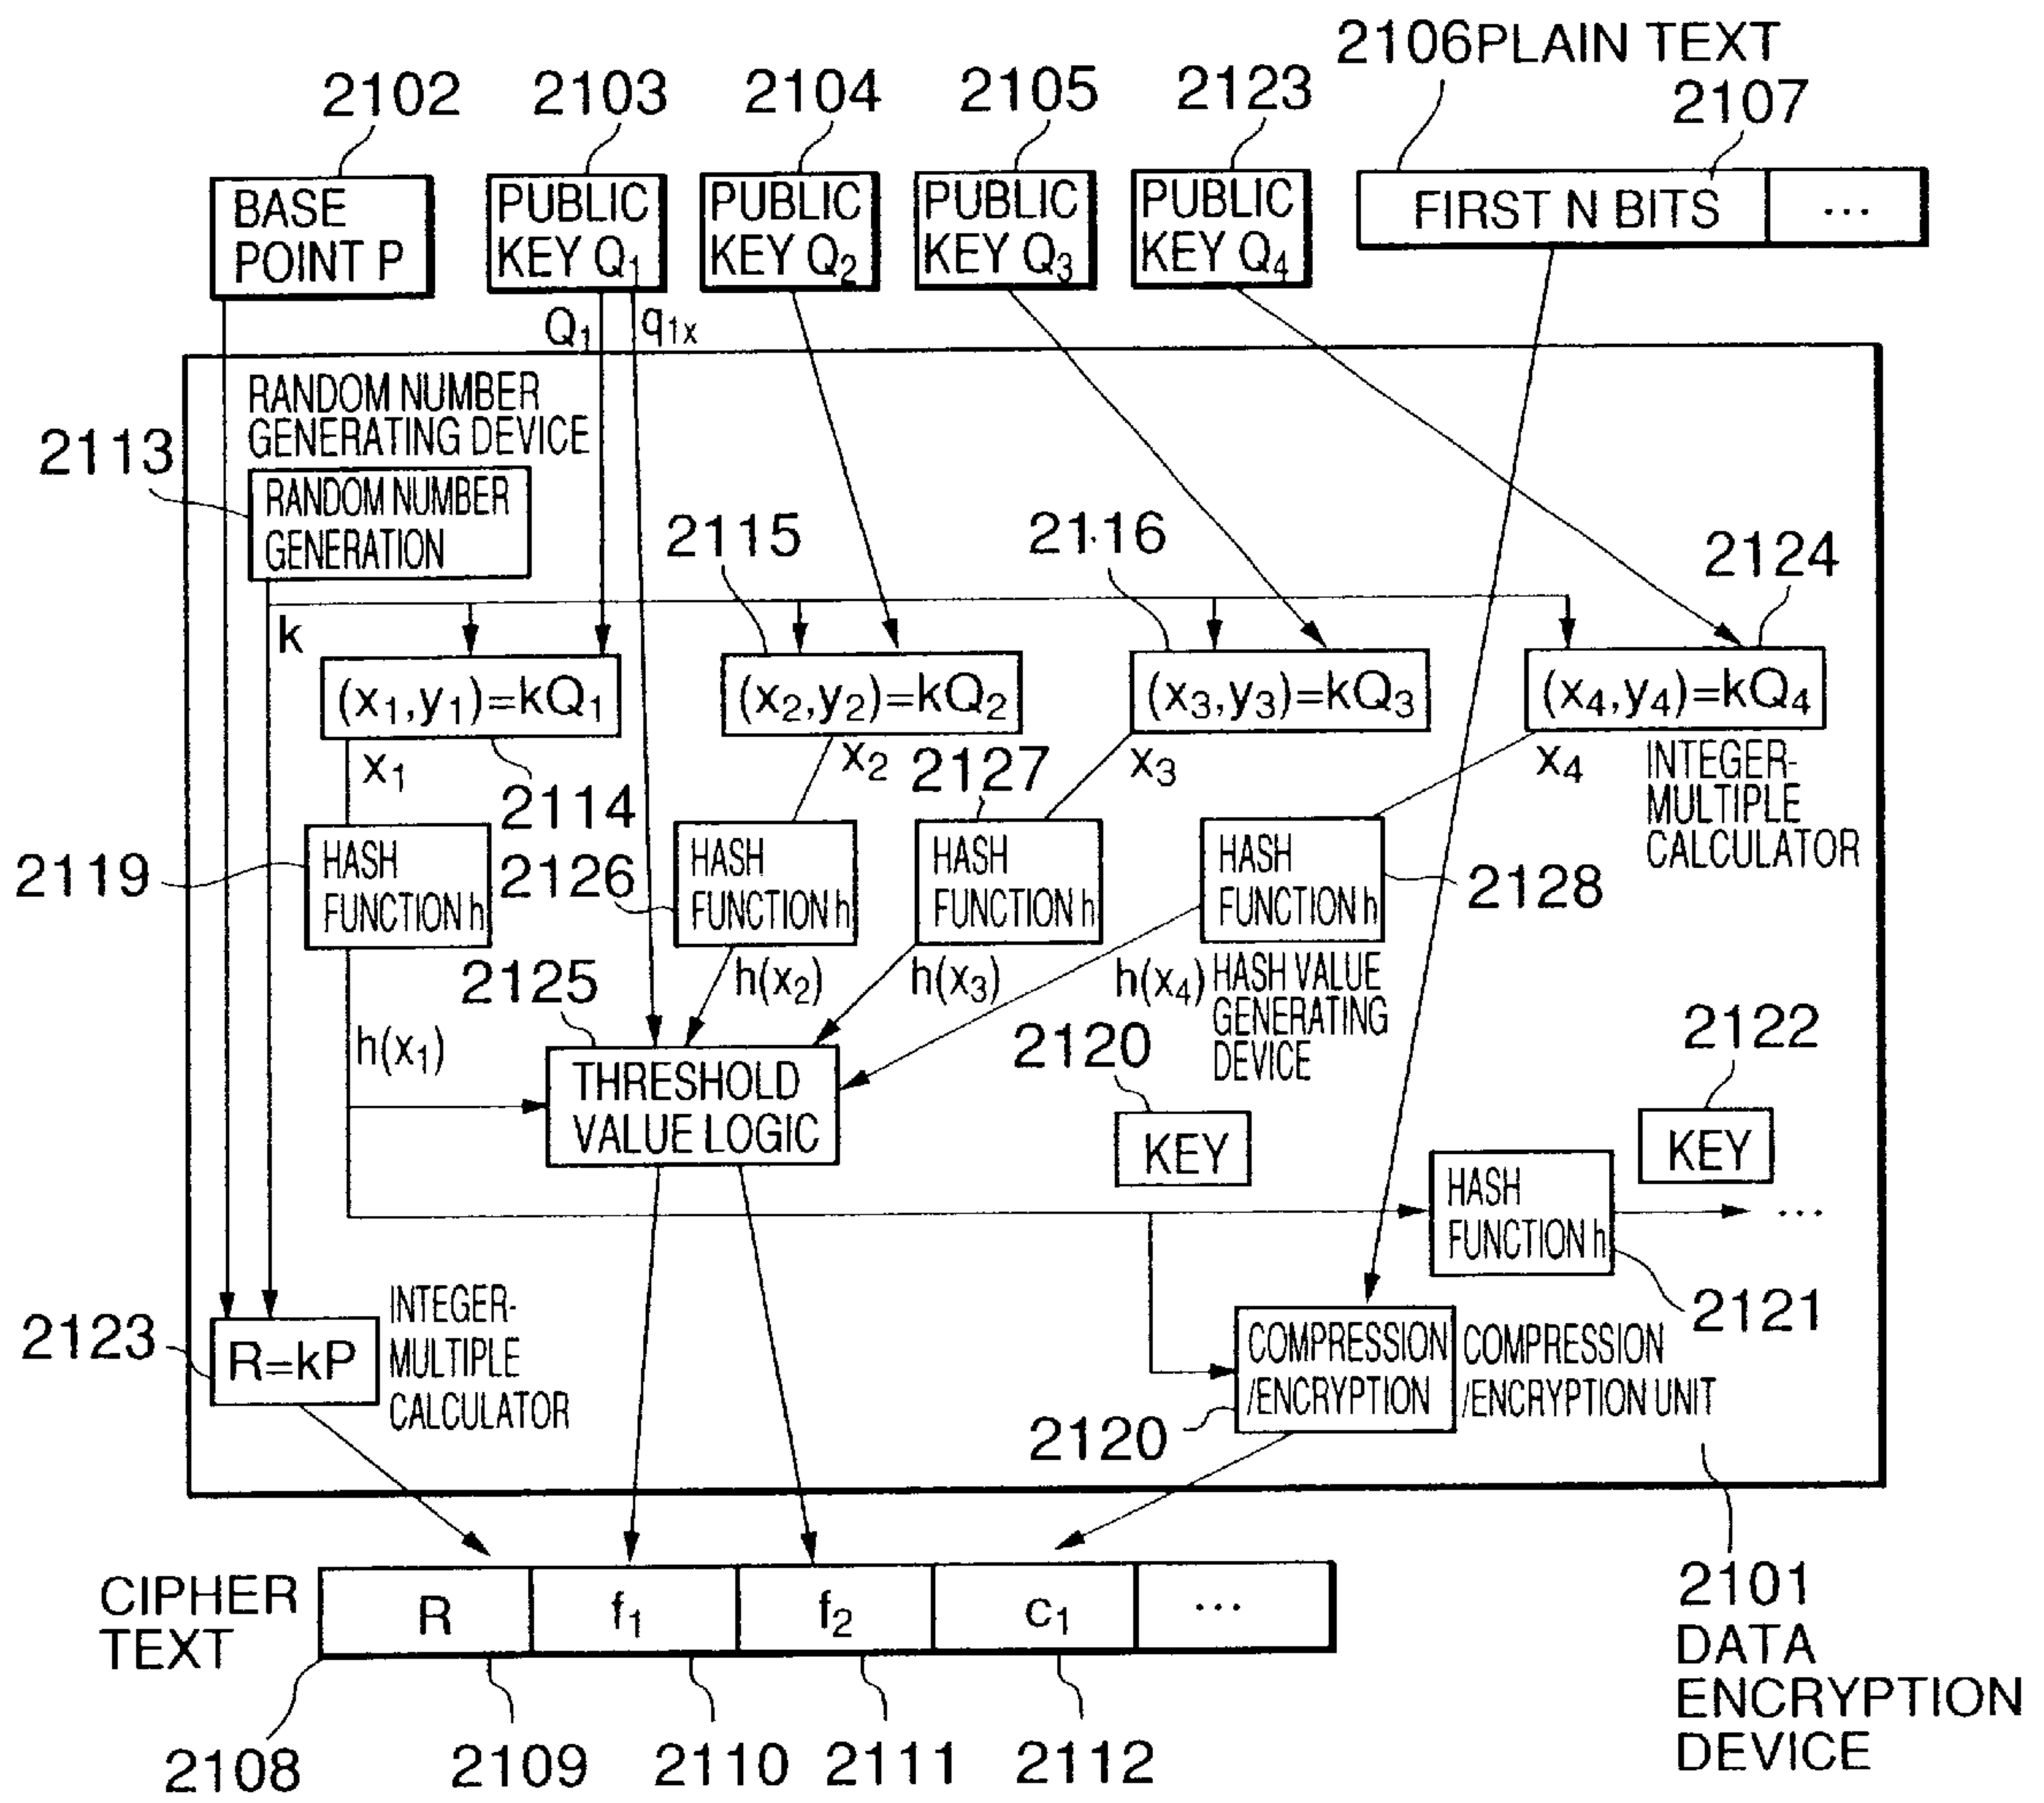 2106 PLAIN TEXT
2102 2103 2104 2105 2123 2107
BASE
POINT P
PUBLIC
KEY Q₁
PUBLIC
KEY Q₂
PUBLIC
KEY Q₃
PUBLIC
KEY Q₄
FIRST N BITS ...
Q₁ q₁ₓ
RANDOM NUMBER
GENERATING DEVICE
2113
RANDOM NUMBER
GENERATION
2115 2116 2124
k
(x₁,y₁)=kQ₁ (x₂,y₂)=kQ₂ (x₃,y₃)=kQ₃ (x₄,y₄)=kQ₄
x₁ x₂ x₃ x₄
2114 2127
INTEGER-
MULTIPLE
CALCULATOR
2119
HASH
FUNCTION h
2126
HASH
FUNCTION h
HASH
FUNCTION h
HASH
FUNCTION h
2128
h(x₂) h(x₃) h(x₄)
HASH VALUE
GENERATING
DEVICE
2125
h(x₁)
THRESHOLD
VALUE LOGIC
2120
KEY
2122
KEY
HASH
FUNCTION h
...
2121
2123
R=kP
INTEGER-
MULTIPLE
CALCULATOR
COMPRESSION
/ENCRYPTION
COMPRESSION
/ENCRYPTION UNIT
2120
CIPHER
TEXT
R f₁ f₂ c₁ ...
2108 2109 2110 2111 2112
2101
DATA
ENCRYPTION
DEVICE